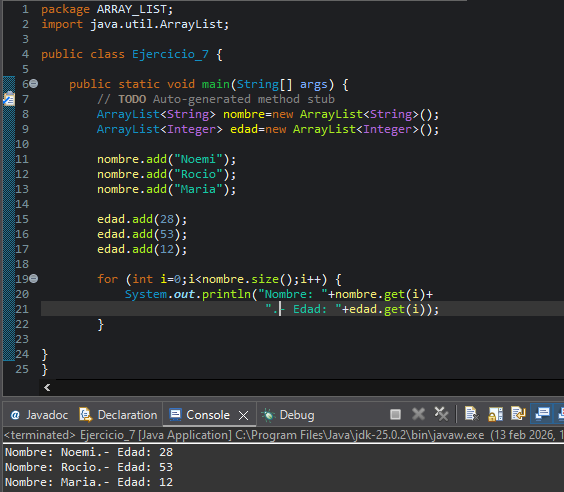 1 package ARRAY_LIST;
2 import java.util.ArrayList;
3
4 public class Ejercicio_7 {
5
6 public static void main(String[] args) {
7 // TODO Auto-generated method stub
8 ArrayList<String> nombre=new ArrayList<String>();
9 ArrayList<Integer> edad=new ArrayList<Integer>();
10
11 nombre.add("Noemi");
12 nombre.add("Rocio");
13 nombre.add("Maria");
14
15 edad.add(28);
16 edad.add(53);
17 edad.add(12);
18
19 for (int i=0;i<nombre.size();i++) {
20 System.out.println("Nombre: "+nombre.get(i)+
21 ".- Edad: "+edad.get(i));
22 }
23
24 }
25 }
@ Javadoc Declaration Console Debug
<terminated> Ejercicio_7 [Java Application] C:\Program Files\Java\jdk-25.0.2\bin\javaw.exe (13 feb 2026, 1
Nombre: Noemi.- Edad: 28
Nombre: Rocio.- Edad: 53
Nombre: Maria.- Edad: 12